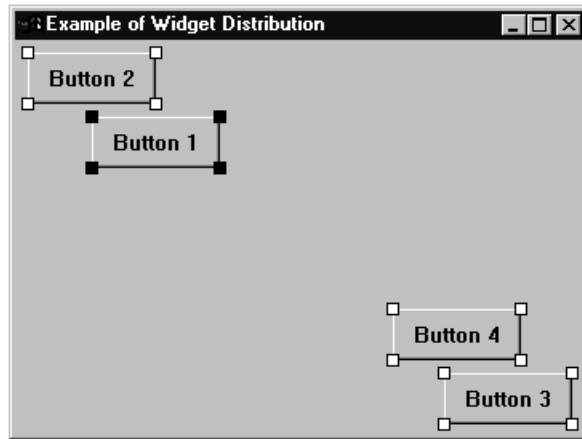 Example of Widget Distribution
Button 2
Button 1
Button 4
Button 3